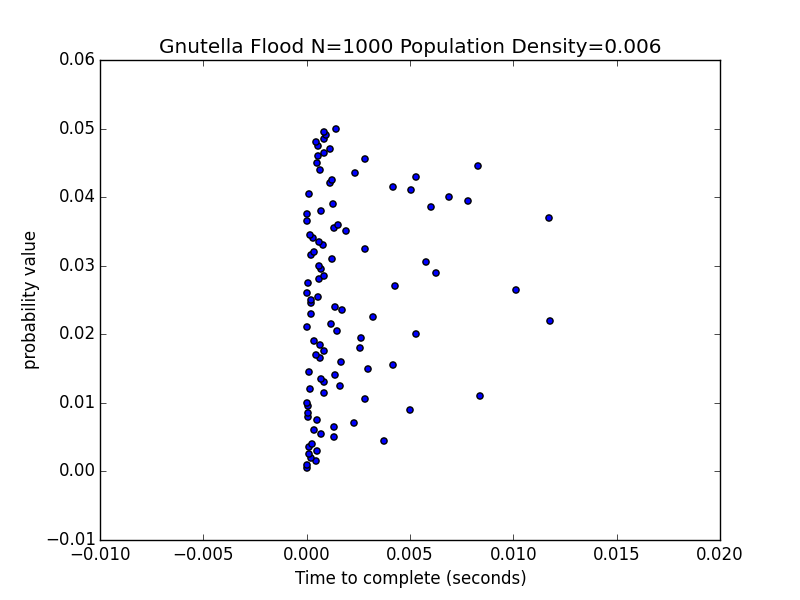 Gnutella Flood N=1000 Population Density=0.006
0.06
0.05
0.04
0.03
0.02
0.01
0.00
−0.01
probability value
−0.010 −0.005 0.000 0.005 0.010 0.015 0.020
Time to complete (seconds)